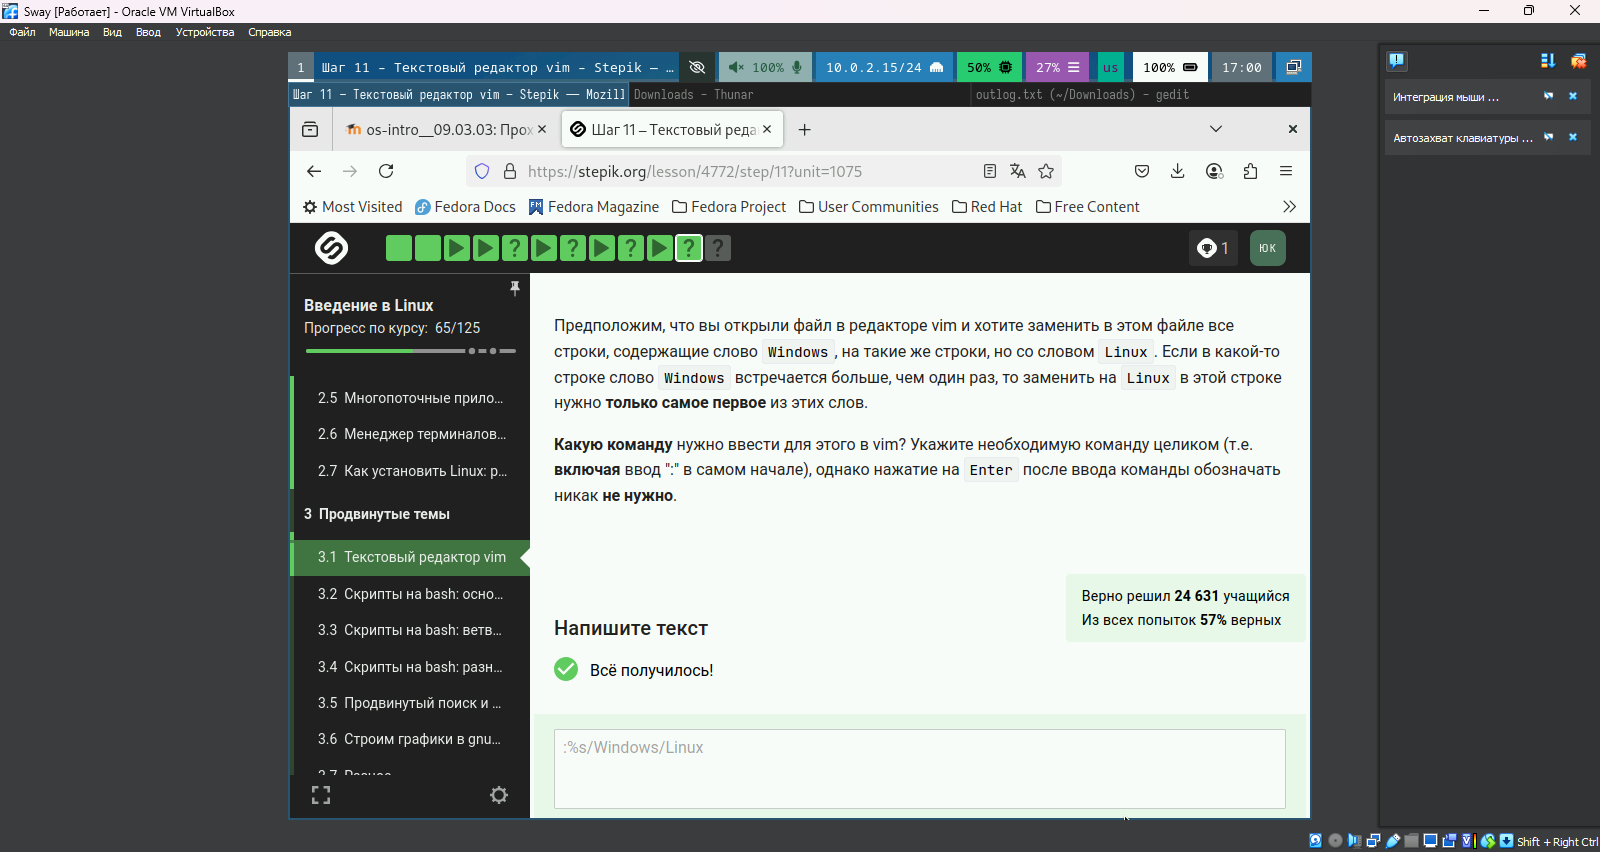 Sway [Работает] - Oracle VM VirtualBox
Файл Машина Вид Ввод Устройства Справка
1 Шаг 11 - Текстовый редактор vim - Stepik — … 100% 10.0.2.15/24 50% 27% us 100% 17:00
Шаг 11 - Текстовый редактор vim - Stepik — Mozill Downloads - Thunar outlog.txt (~/Downloads) - gedit
Интеграция мыши ...
Автозахват клавиатуры ...
os-intro__09.03.03: Прох
Шаг 11 – Текстовый реда
https://stepik.org/lesson/4772/step/11?unit=1075
Most Visited Fedora Docs Fedora Magazine Fedora Project User Communities Red Hat Free Content
? ? ? ? ? 1 ЮК
Введение в Linux
Прогресс по курсу: 65/125
2.5 Многопоточные прило...
2.6 Менеджер терминалов...
2.7 Как установить Linux: р...
3 Продвинутые темы
3.1 Текстовый редактор vim
3.2 Скрипты на bash: осно...
3.3 Скрипты на bash: ветв...
3.4 Скрипты на bash: разн...
3.5 Продвинутый поиск и ...
3.6 Строим графики в gnu...
3.7 Разное
Предположим, что вы открыли файл в редакторе vim и хотите заменить в этом файле все
строки, содержащие слово Windows, на такие же строки, но со словом Linux. Если в какой-то
строке слово Windows встречается больше, чем один раз, то заменить на Linux в этой строке
нужно только самое первое из этих слов.
Какую команду нужно ввести для этого в vim? Укажите необходимую команду целиком (т.е.
включая ввод ":" в самом начале), однако нажатие на Enter после ввода команды обозначать
никак не нужно.
Верно решил 24 631 учащийся
Из всех попыток 57% верных
Напишите текст
Всё получилось!
:%s/Windows/Linux
Shift + Right Ctrl